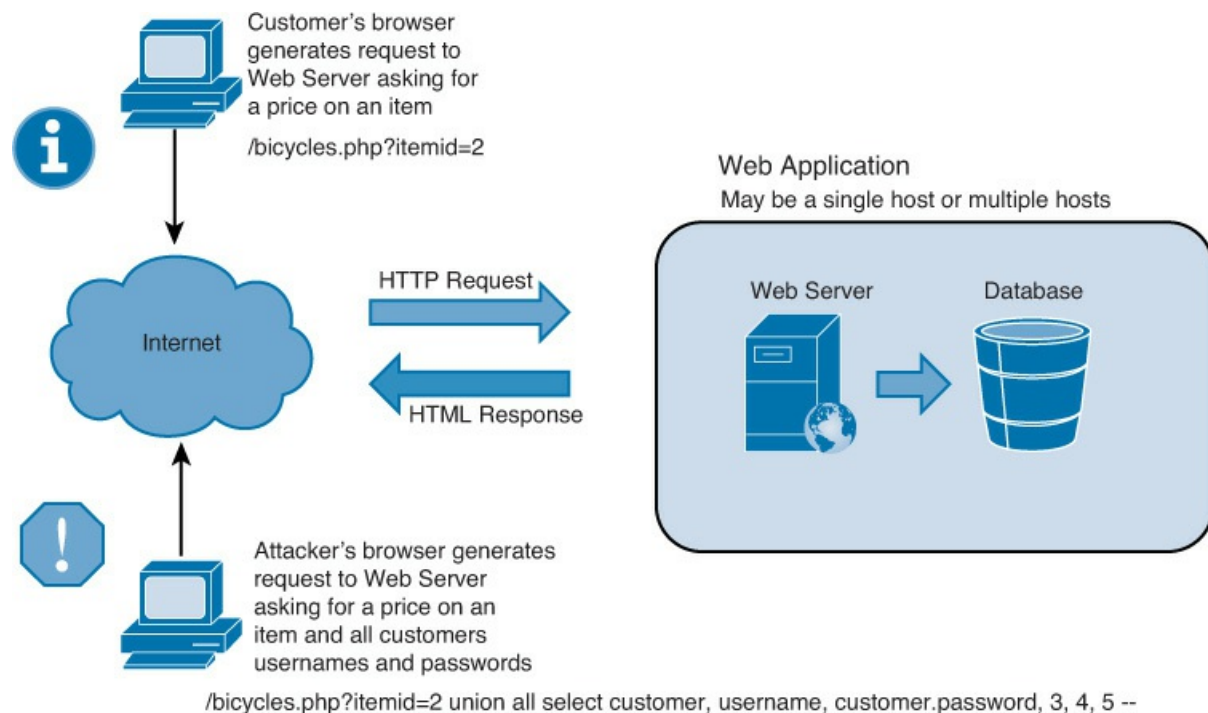 Customer's browser
generates request to
Web Server asking for
a price on an item
/bicycles.php?itemid=2
Web Application
May be a single host or multiple hosts
HTTP Request
Web Server
Database
Internet
HTML Response
Attacker's browser generates
request to Web Server
asking for a price on an
item and all customers
usernames and passwords
/bicycles.php?itemid=2 union all select customer, username, customer.password, 3, 4, 5 --